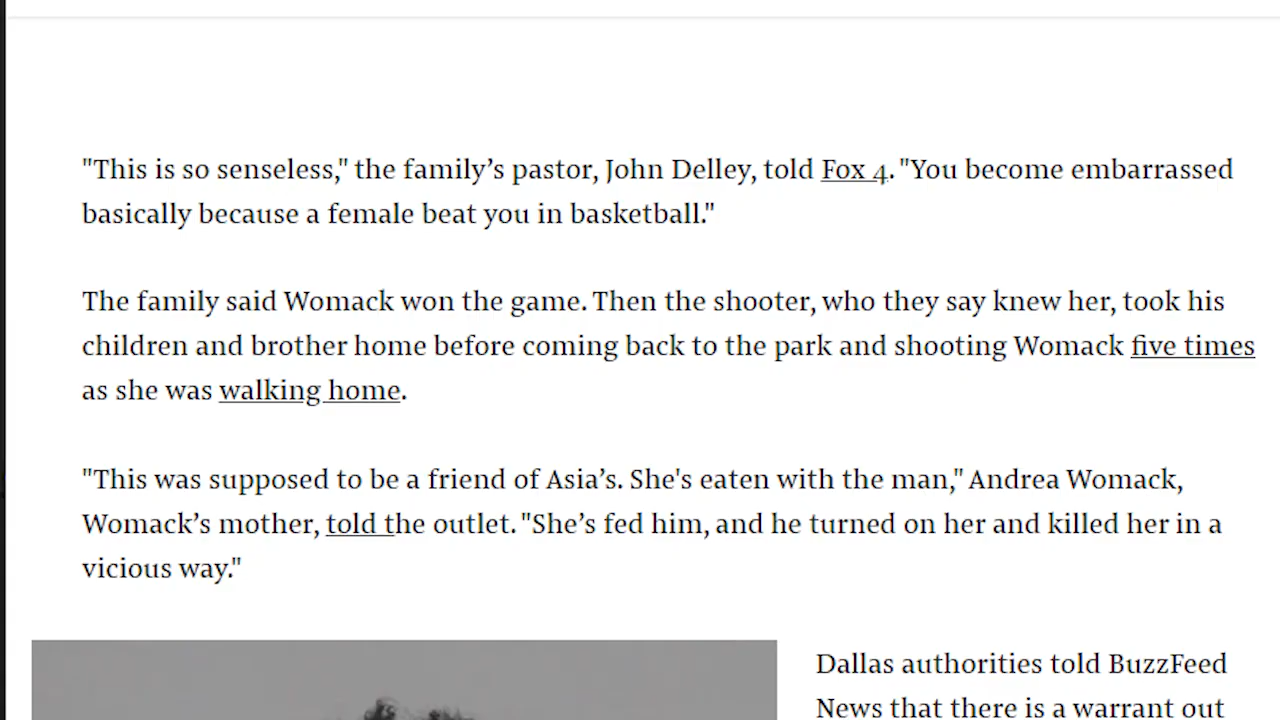 "This is so senseless," the family’s pastor, John Delley, told Fox 4. "You become embarrassed
basically because a female beat you in basketball."
The family said Womack won the game. Then the shooter, who they say knew her, took his
children and brother home before coming back to the park and shooting Womack five times
as she was walking home.
"This was supposed to be a friend of Asia’s. She's eaten with the man," Andrea Womack,
Womack’s mother, told the outlet. "She’s fed him, and he turned on her and killed her in a
vicious way."
Dallas authorities told BuzzFeed
News that there is a warrant out